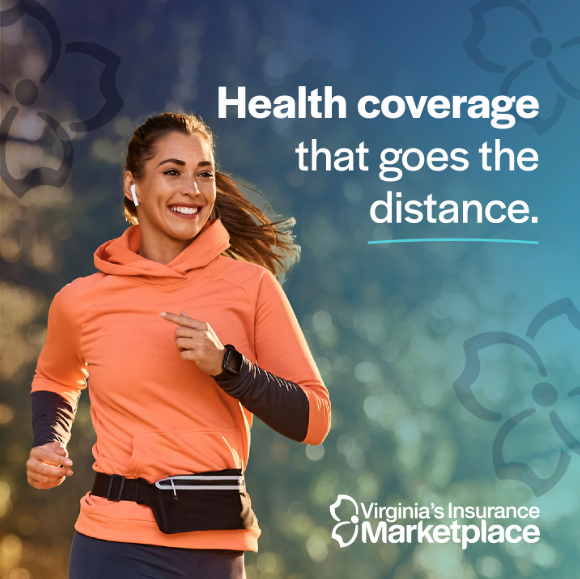 Health coverage
that goes the
distance.
Virginia's Insurance
Marketplace